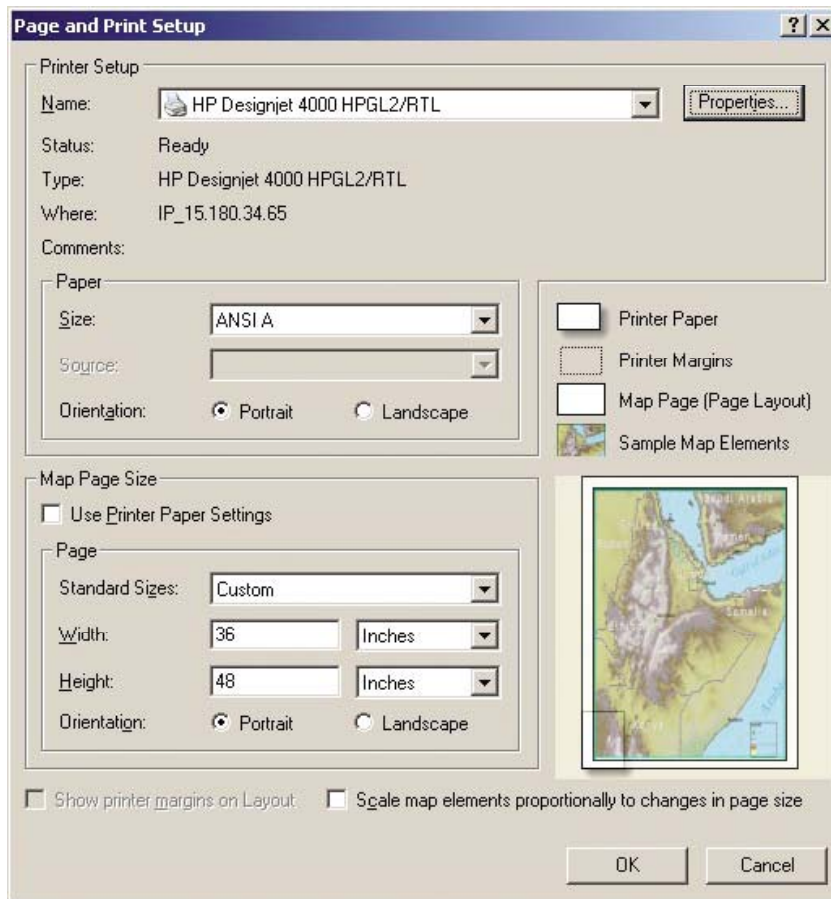 Page and Print Setup
Printer Setup
Name: HP Designjet 4000 HPGL2/RTL Properties...
Status: Ready
Type: HP Designjet 4000 HPGL2/RTL
Where: IP_15.180.34.65
Comments:
Paper
Size: ANSI A
Source:
Orientation: Portrait Landscape
Printer Paper
Printer Margins
Map Page (Page Layout)
Sample Map Elements
Map Page Size
Use Printer Paper Settings
Page
Standard Sizes: Custom
Width: 36 Inches
Height: 48 Inches
Orientation: Portrait Landscape
Saudi Arabia
Yemen
Somalia
Show printer margins on Layout
Scale map elements proportionally to changes in page size
OK Cancel